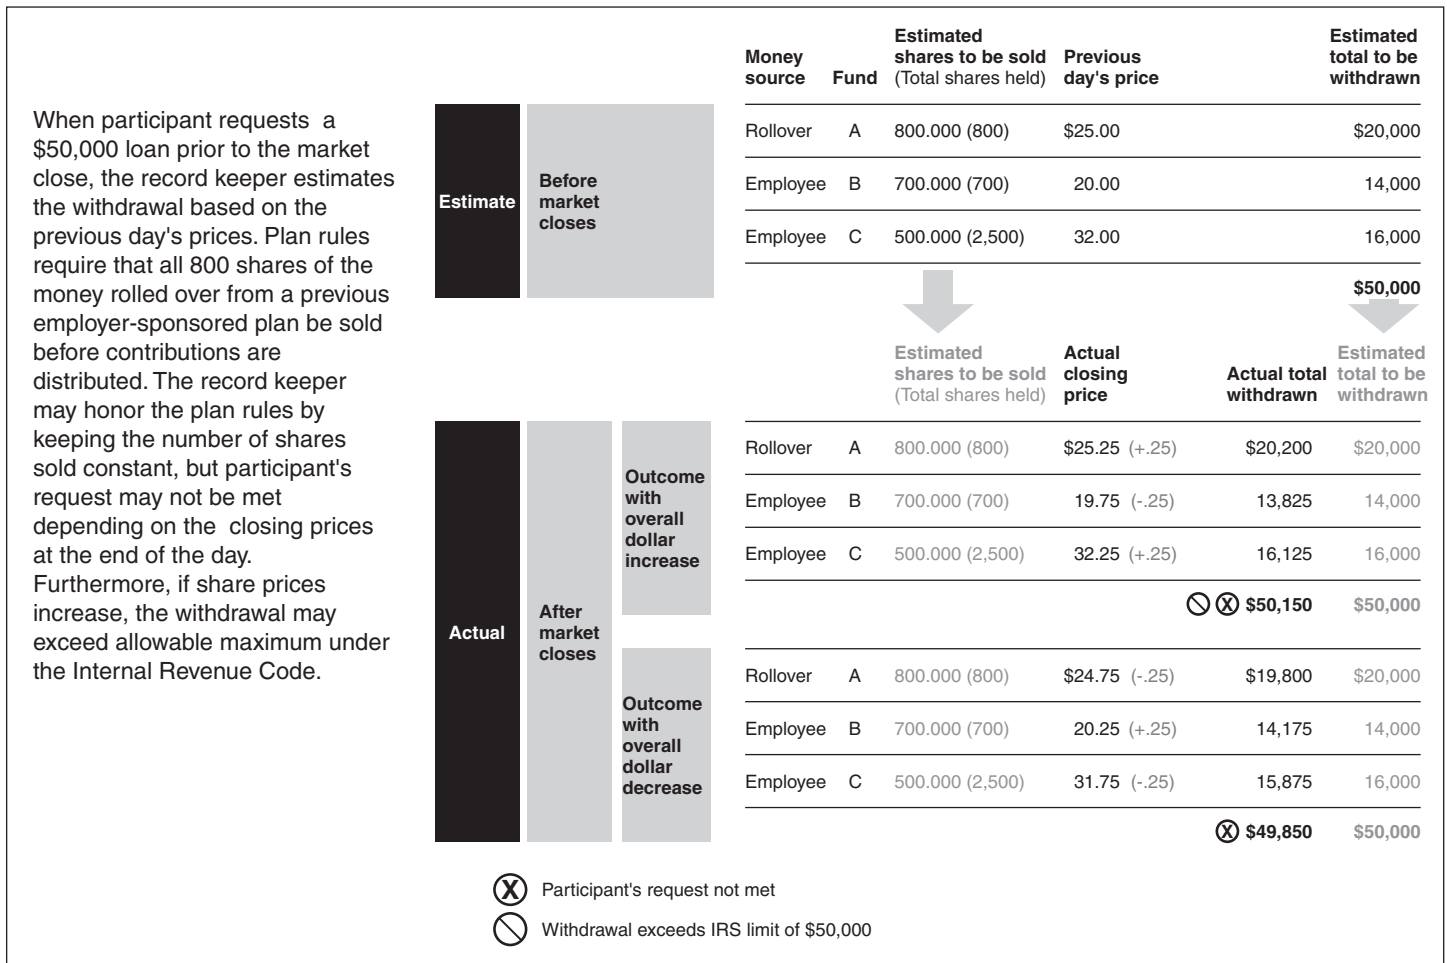 When participant requests a
$50,000 loan prior to the market
close, the record keeper estimates
the withdrawal based on the
previous day's prices. Plan rules
require that all 800 shares of the
money rolled over from a previous
employer-sponsored plan be sold
before contributions are
distributed. The record keeper
may honor the plan rules by
keeping the number of shares
sold constant, but participant's
request may not be met
depending on the closing prices
at the end of the day.
Furthermore, if share prices
increase, the withdrawal may
exceed allowable maximum under
the Internal Revenue Code.
Estimate
Before
market
closes
Money
source
Fund
Estimated
shares to be sold
(Total shares held)
Previous
day's price
Estimated
total to be
withdrawn
Rollover A 800.000 (800) $25.00 $20,000
Employee B 700.000 (700) 20.00 14,000
Employee C 500.000 (2,500) 32.00 16,000
$50,000
Estimated
shares to be sold
(Total shares held)
Actual
closing
price
Actual total
withdrawn
Estimated
total to be
withdrawn
Actual
After
market
closes
Outcome
with
overall
dollar
increase
Rollover A 800.000 (800) $25.25 (+.25) $20,200 $20,000
Employee B 700.000 (700) 19.75 (-.25) 13,825 14,000
Employee C 500.000 (2,500) 32.25 (+.25) 16,125 16,000
X $50,150 $50,000
Outcome
with
overall
dollar
decrease
Rollover A 800.000 (800) $24.75 (-.25) $19,800 $20,000
Employee B 700.000 (700) 20.25 (+.25) 14,175 14,000
Employee C 500.000 (2,500) 31.75 (-.25) 15,875 16,000
X $49,850 $50,000
X Participant's request not met
Withdrawal exceeds IRS limit of $50,000